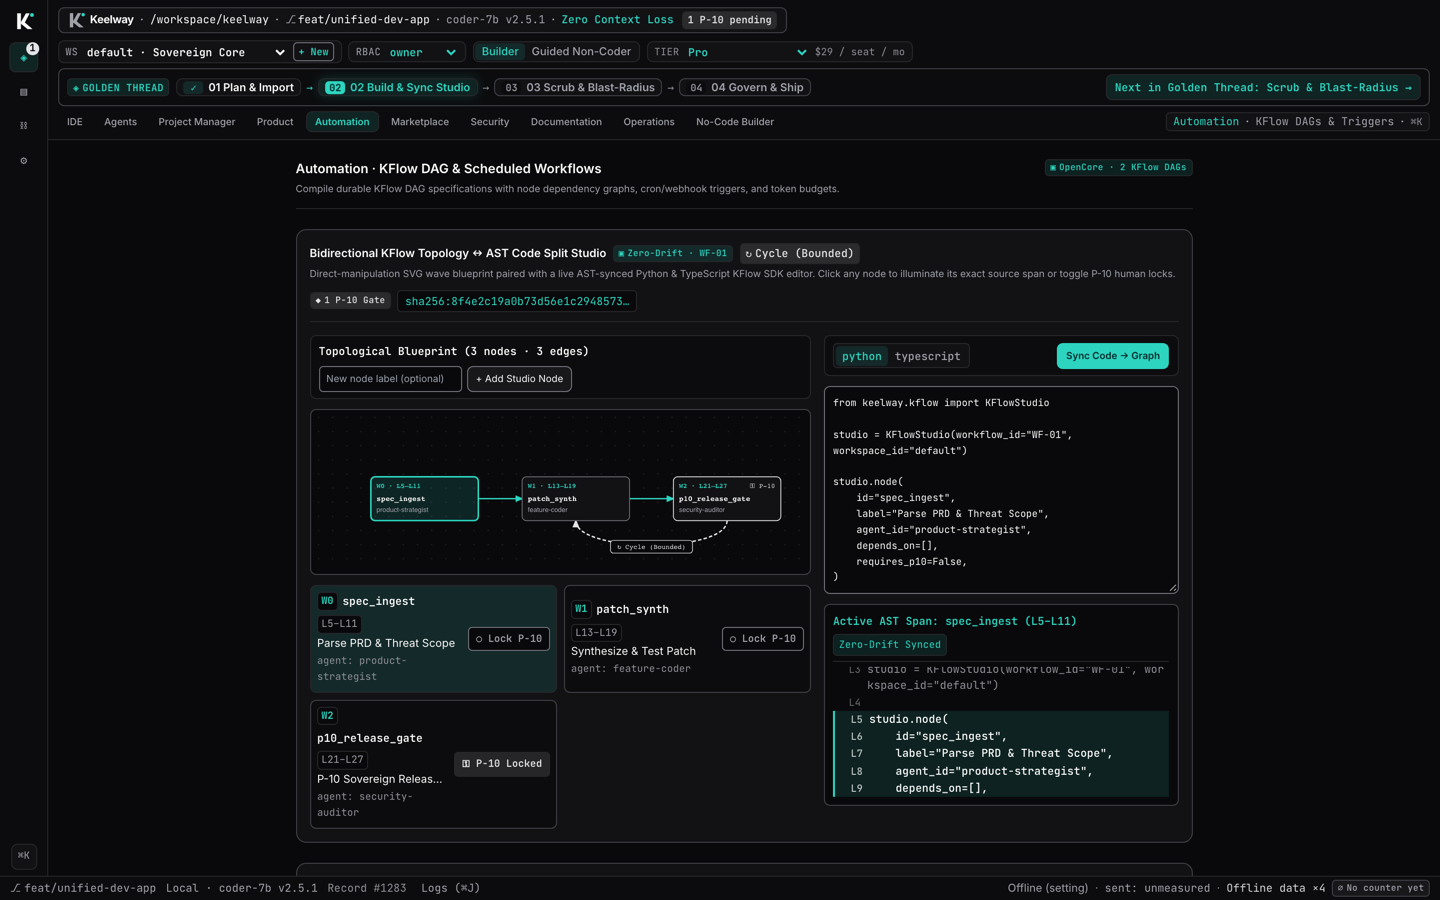 Keelway · /workspace/keelway · feat/unified-dev-app · coder-7b v2.5.1 · Zero Context Loss 1 P-10 pending
1
WS default · Sovereign Core + New RBAC owner Builder Guided Non-Coder TIER Pro $29 / seat / mo
◈ GOLDEN THREAD ✓ 01 Plan & Import → 02 02 Build & Sync Studio → 03 03 Scrub & Blast-Radius → 04 04 Govern & Ship Next in Golden Thread: Scrub & Blast-Radius →
IDE Agents Project Manager Product Automation Marketplace Security Documentation Operations No-Code Builder Automation · KFlow DAGs & Triggers · ⌘K
Automation · KFlow DAG & Scheduled Workflows
▣ OpenCore · 2 KFlow DAGs
Compile durable KFlow DAG specifications with node dependency graphs, cron/webhook triggers, and token budgets.
Bidirectional KFlow Topology ↔ AST Code Split Studio ▣ Zero-Drift · WF-01 ↻ Cycle (Bounded)
Direct-manipulation SVG wave blueprint paired with a live AST-synced Python & TypeScript KFlow SDK editor. Click any node to illuminate its exact source span or toggle P-10 human locks.
◆ 1 P-10 Gate sha256:8f4e2c19a0b73d56e1c2948573…
Topological Blueprint (3 nodes · 3 edges)
New node label (optional) + Add Studio Node
W0 · L5–L11
spec_ingest
product-strategist
W1 · L13–L19
patch_synth
feature-coder
W2 · L21–L27 P-10
p10_release_gate
security-auditor
↻ Cycle (Bounded)
W0 spec_ingest
L5–L11
Parse PRD & Threat Scope
agent: product-
strategist
○ Lock P-10
W1 patch_synth
L13–L19
Synthesize & Test Patch
agent: feature-coder
○ Lock P-10
W2
p10_release_gate
L21–L27
P-10 Sovereign Releas…
agent: security-
auditor
P-10 Locked
python typescript Sync Code → Graph
from keelway.kflow import KFlowStudio
studio = KFlowStudio(workflow_id="WF-01",
workspace_id="default")
studio.node(
id="spec_ingest",
label="Parse PRD & Threat Scope",
agent_id="product-strategist",
depends_on=[],
requires_p10=False,
)
Active AST Span: spec_ingest (L5–L11)
Zero-Drift Synced
L3 studio = KFlowStudio(workflow_id="WF-01", wor
kspace_id="default")
L4
L5 studio.node(
L6 id="spec_ingest",
L7 label="Parse PRD & Threat Scope",
L8 agent_id="product-strategist",
L9 depends_on=[],
⌘K
feat/unified-dev-app Local · coder-7b v2.5.1 Record #1283 Logs (⌘J) Offline (setting) · sent: unmeasured · Offline data ×4 ∅ No counter yet